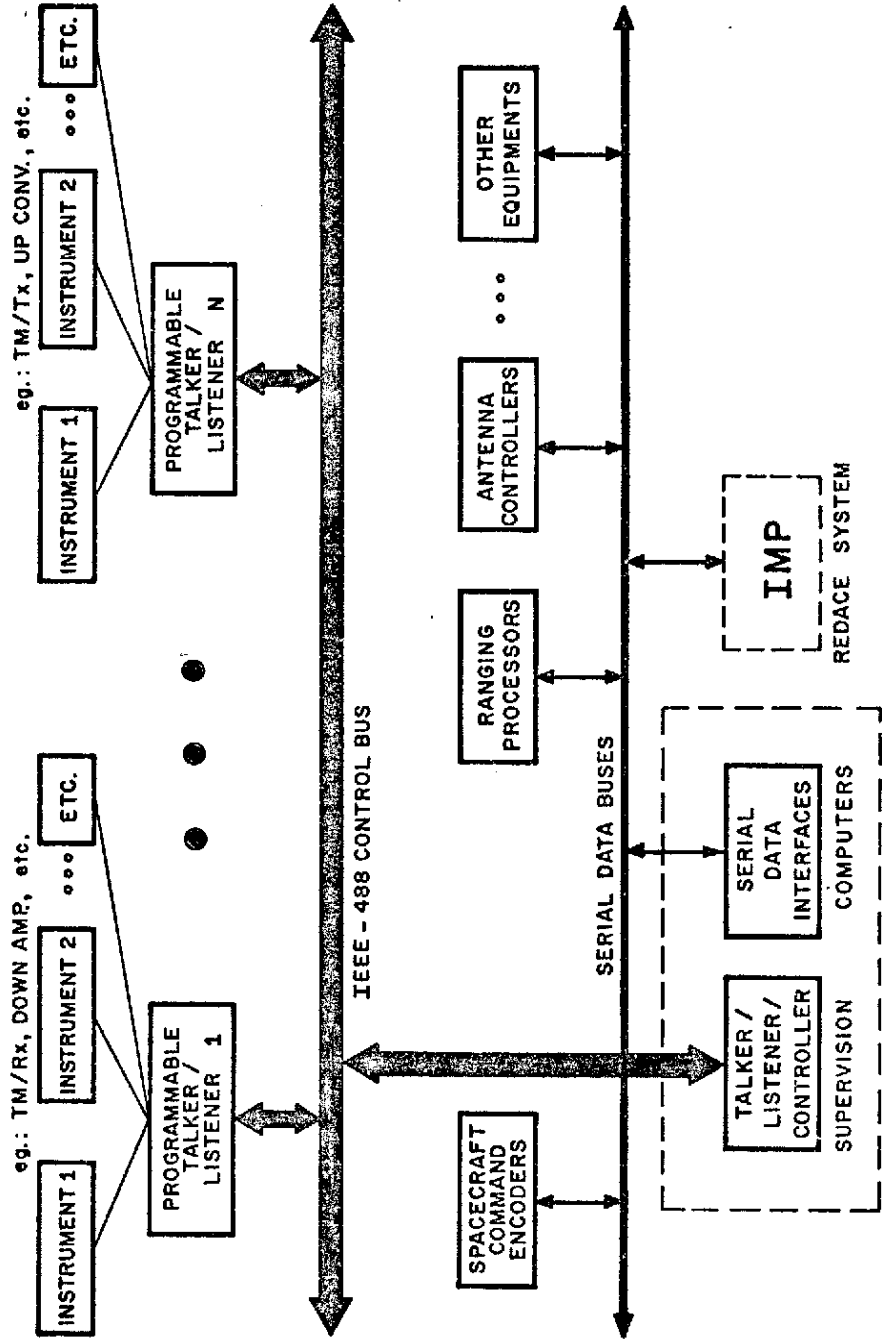 eg.: TM/Rx, DOWN AMP., etc.
INSTRUMENT 1
INSTRUMENT 2
ooo
ETC.
PROGRAMMABLE
TALKER /
LISTENER 1
eg.: TM/Tx, UP CONV., etc.
INSTRUMENT 1
INSTRUMENT 2
ooo
ETC.
PROGRAMMABLE
TALKER /
LISTENER N
IEEE - 488 CONTROL BUS
SPACECRAFT
COMMAND
ENCODERS
RANGING
PROCESSORS
ANTENNA
CONTROLLERS
OTHER
EQUIPMENTS
SERIAL DATA BUSES
TALKER /
LISTENER/
CONTROLLER
SERIAL
DATA
INTERFACES
SUPERVISION
COMPUTERS
IMP
REDACE SYSTEM